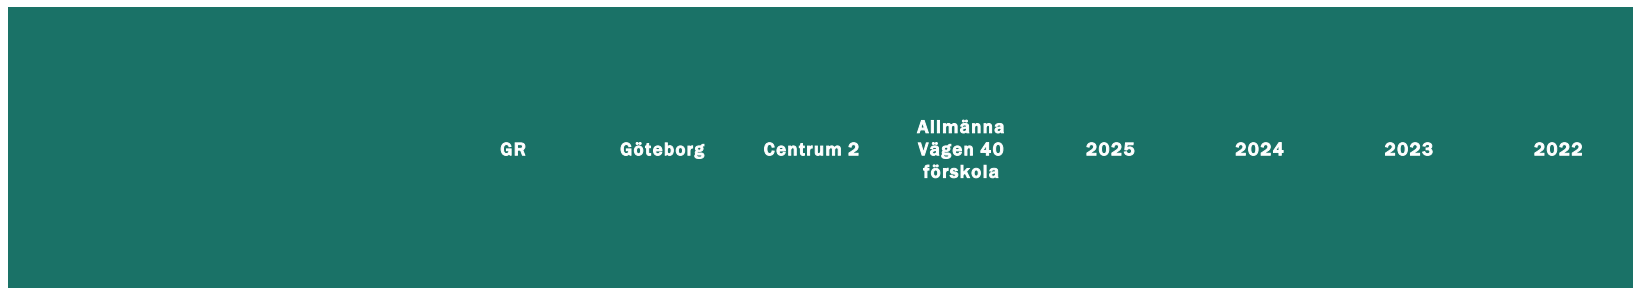 GR
Göteborg
Centrum 2
Allmänna
Vägen 40
förskola
2025
2024
2023
2022